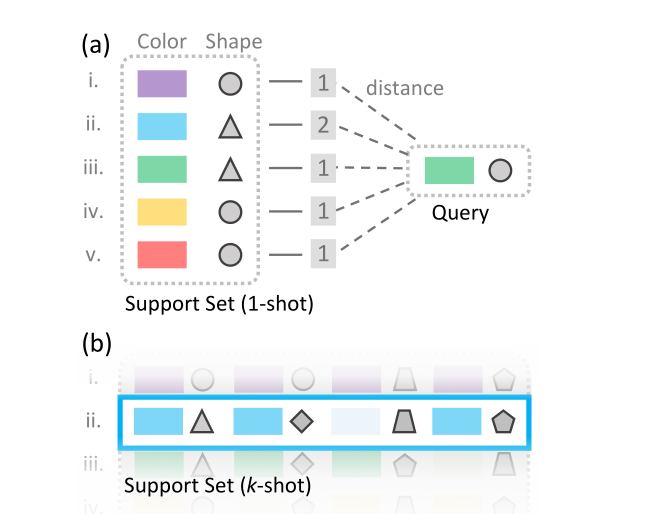 (a)
Color Shape
i. 1 distance
ii. 2
iii. 1
iv. 1
Query
v. 1
Support Set (1-shot)
(b)
i.
ii.
iii.
Support Set (k-shot)
iv.